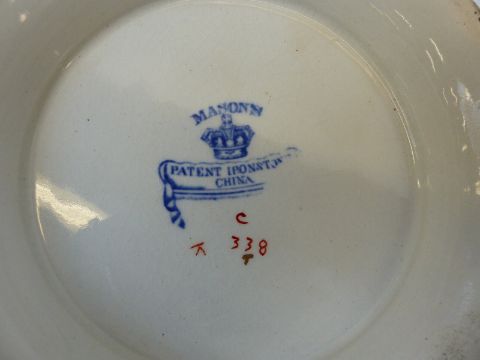 MASON'S
PATENT IRONSTONE
CHINA
C
K 338
T